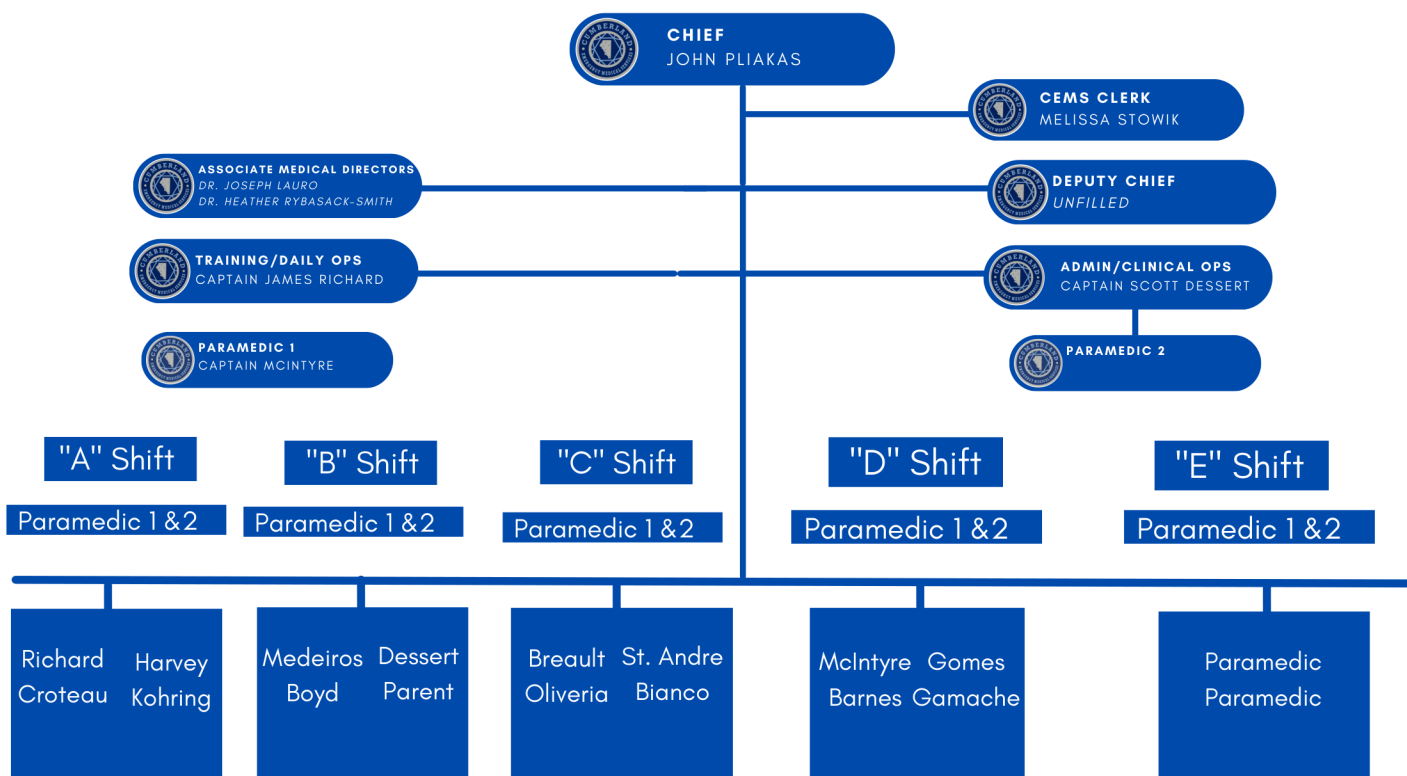 CHIEF
JOHN PLIAKAS
CEMS CLERK
MELISSA STOWIK
ASSOCIATE MEDICAL DIRECTORS
DR. JOSEPH LAURO
DR. HEATHER RYBASACK-SMITH
DEPUTY CHIEF
UNFILLED
TRAINING/DAILY OPS
CAPTAIN JAMES RICHARD
ADMIN/CLINICAL OPS
CAPTAIN SCOTT DESSERT
PARAMEDIC 1
CAPTAIN MCINTYRE
PARAMEDIC 2
"A" Shift
"B" Shift
"C" Shift
"D" Shift
"E" Shift
Paramedic 1 &2
Paramedic 1 &2
Paramedic 1 &2
Paramedic 1 &2
Paramedic 1 &2
Richard Harvey
Croteau Kohring
Medeiros Dessert
Boyd Parent
Breault St. Andre
Oliveria Bianco
McIntyre Gomes
Barnes Gamache
Paramedic
Paramedic
CUMBERLAND
EMERGENCY MEDICAL SERVICES